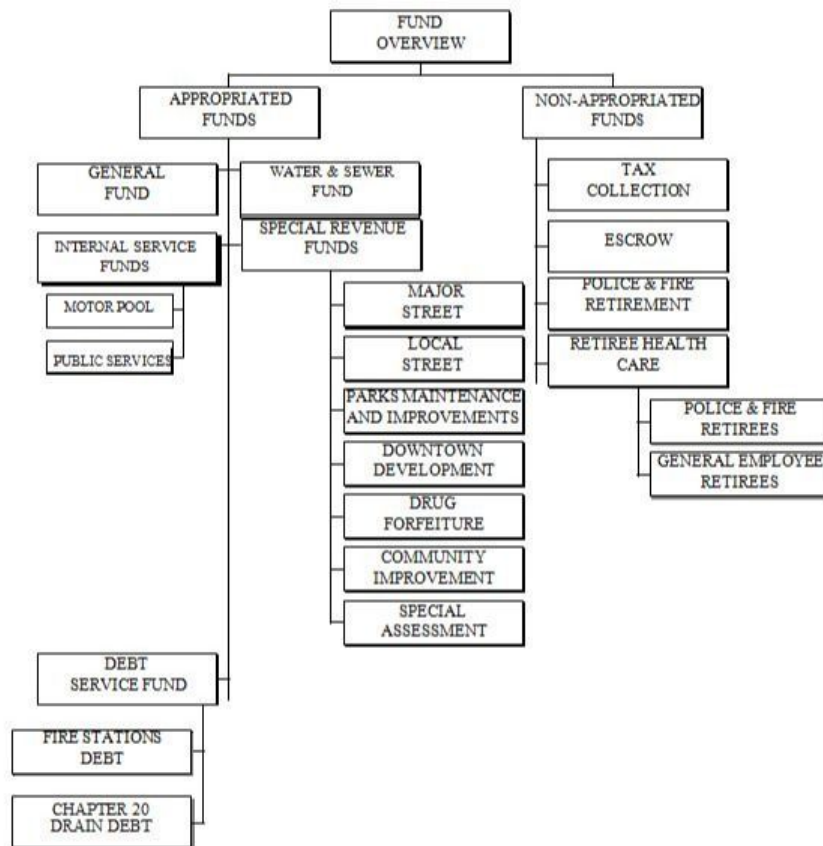 FUND
OVERVIEW
APPROPRIATED
FUNDS
NON-APPROPRIATED
FUNDS
GENERAL
FUND
WATER & SEWER
FUND
INTERNAL SERVICE
FUNDS
SPECIAL REVENUE
FUNDS
MOTOR POOL
PUBLIC SERVICES
MAJOR
STREET
LOCAL
STREET
PARKS MAINTENANCE
AND IMPROVEMENTS
DOWNTOWN
DEVELOPMENT
DRUG
FORFEITURE
COMMUNITY
IMPROVEMENT
SPECIAL
ASSESSMENT
DEBT
SERVICE FUND
FIRE STATIONS
DEBT
CHAPTER 20
DRAIN DEBT
TAX
COLLECTION
ESCROW
POLICE & FIRE
RETIREMENT
RETIREE HEALTH
CARE
POLICE & FIRE
RETIREES
GENERAL EMPLOYEE
RETIREES